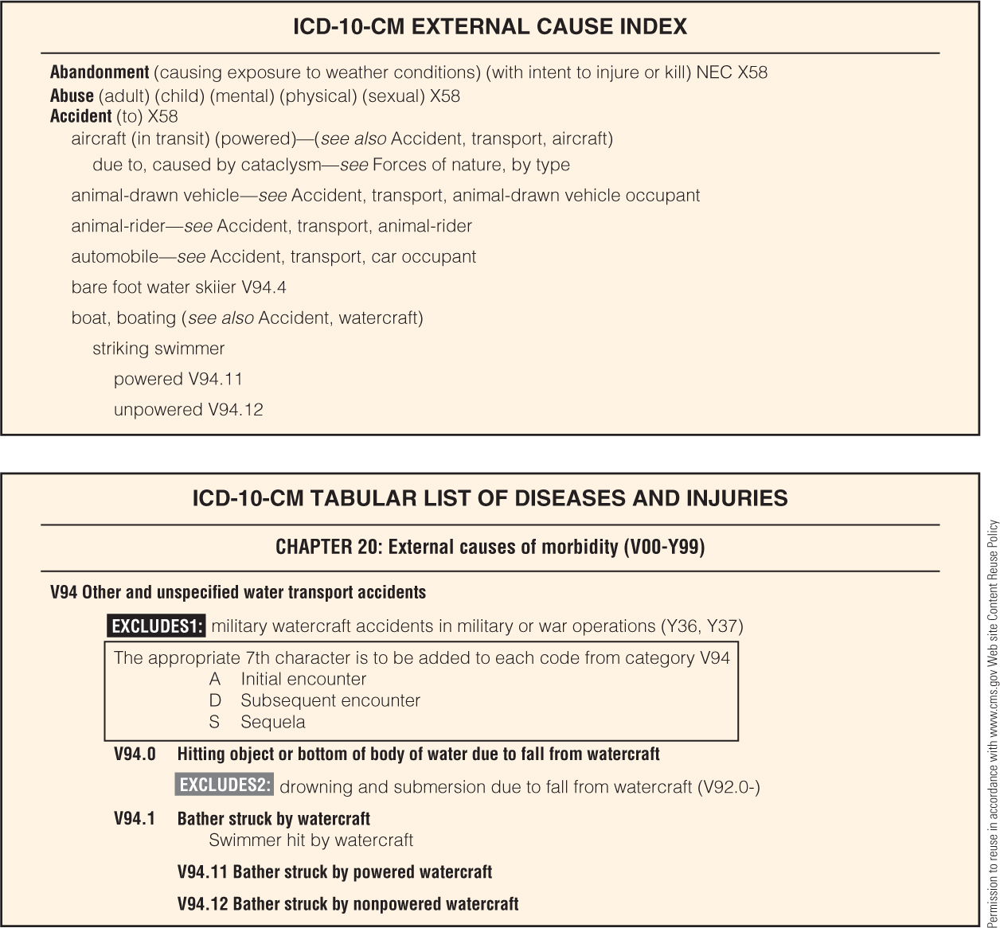 ICD-10-CM EXTERNAL CAUSE INDEX
Abandonment (causing exposure to weather conditions) (with intent to injure or kill) NEC X58
Abuse (adult) (child) (mental) (physical) (sexual) X58
Accident (to) X58
aircraft (in transit) (powered)—(see also Accident, transport, aircraft)
due to, caused by cataclysm—see Forces of nature, by type
animal-drawn vehicle—see Accident, transport, animal-drawn vehicle occupant
animal-rider—see Accident, transport, animal-rider
automobile—see Accident, transport, car occupant
bare foot water skiier V94.4
boat, boating (see also Accident, watercraft)
striking swimmer
powered V94.11
unpowered V94.12
ICD-10-CM TABULAR LIST OF DISEASES AND INJURIES
CHAPTER 20: External causes of morbidity (V00-Y99)
V94 Other and unspecified water transport accidents
EXCLUDES1: military watercraft accidents in military or war operations (Y36, Y37)
The appropriate 7th character is to be added to each code from category V94
A Initial encounter
D Subsequent encounter
S Sequela
V94.0 Hitting object or bottom of body of water due to fall from watercraft
EXCLUDES2: drowning and submersion due to fall from watercraft (V92.0-)
V94.1 Bather struck by watercraft
Swimmer hit by watercraft
V94.11 Bather struck by powered watercraft
V94.12 Bather struck by nonpowered watercraft
Permission to reuse in accordance with www.cms.gov Web site Content Reuse Policy